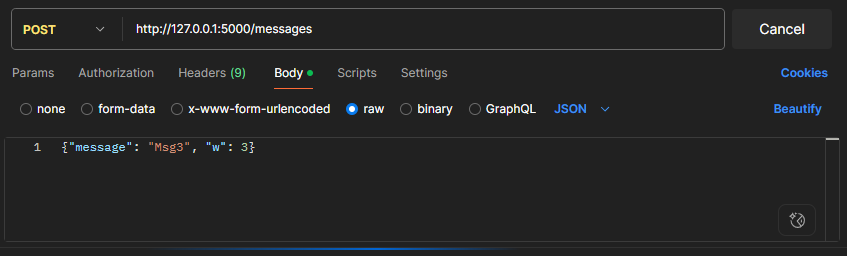 POST http://127.0.0.1:5000/messages Cancel
Params Authorization Headers (9) Body Scripts Settings Cookies
none form-data x-www-form-urlencoded raw binary GraphQL JSON Beautify
1 {"message": "Msg3", "w": 3}